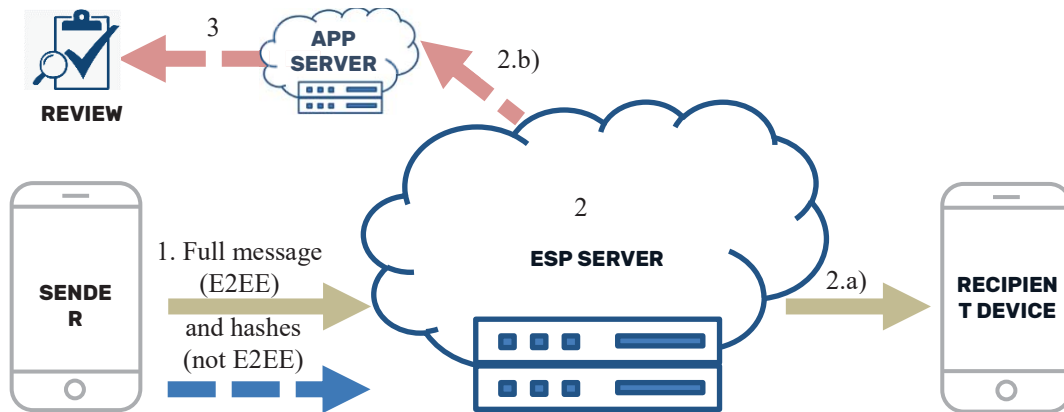 3
APP
SERVER
2.b)
REVIEW
2
1. Full message
(E2EE)
and hashes
(not E2EE)
SENDE
R
ESP SERVER
2.a)
RECIPIEN
T DEVICE